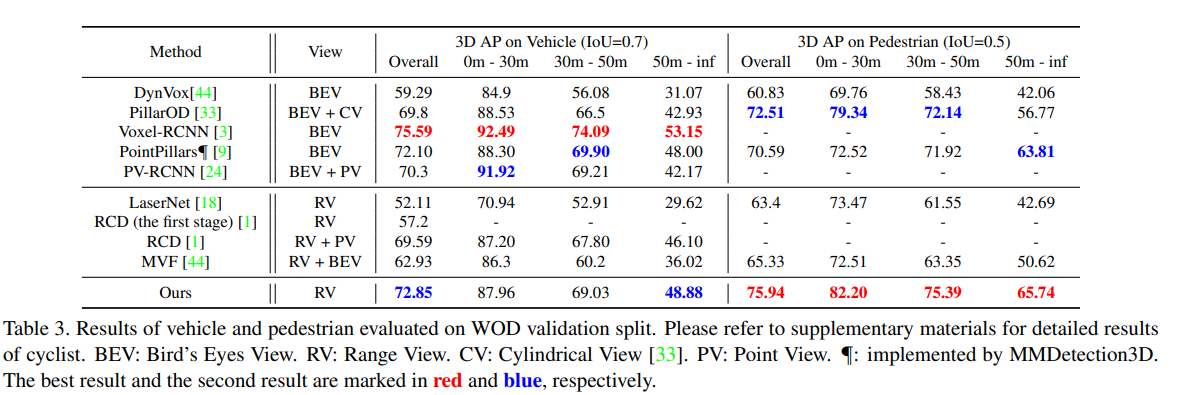 Method View 3D AP on Vehicle (IoU=0.7) 3D AP on Pedestrian (IoU=0.5)
Overall 0m - 30m 30m - 50m 50m - inf Overall 0m - 30m 30m - 50m 50m - inf
DynVox[44] BEV 59.29 84.9 56.08 31.07 60.83 69.76 58.43 42.06
PillarOD [33] BEV + CV 69.8 88.53 66.5 42.93 72.51 79.34 72.14 56.77
Voxel-RCNN [3] BEV 75.59 92.49 74.09 53.15 - - - -
PointPillars¶ [9] BEV 72.10 88.30 69.90 48.00 70.59 72.52 71.92 63.81
PV-RCNN [24] BEV + PV 70.3 91.92 69.21 42.17 - - - -
LaserNet [18] RV 52.11 70.94 52.91 29.62 63.4 73.47 61.55 42.69
RCD (the first stage) [1] RV 57.2 - - - - - - -
RCD [1] RV + PV 69.59 87.20 67.80 46.10 - - - -
MVF [44] RV + BEV 62.93 86.3 60.2 36.02 65.33 72.51 63.35 50.62
Ours RV 72.85 87.96 69.03 48.88 75.94 82.20 75.39 65.74
Table 3. Results of vehicle and pedestrian evaluated on WOD validation split. Please refer to supplementary materials for detailed results
of cyclist. BEV: Bird's Eyes View. RV: Range View. CV: Cylindrical View [33]. PV: Point View. ¶: implemented by MMDetection3D.
The best result and the second result are marked in red and blue, respectively.